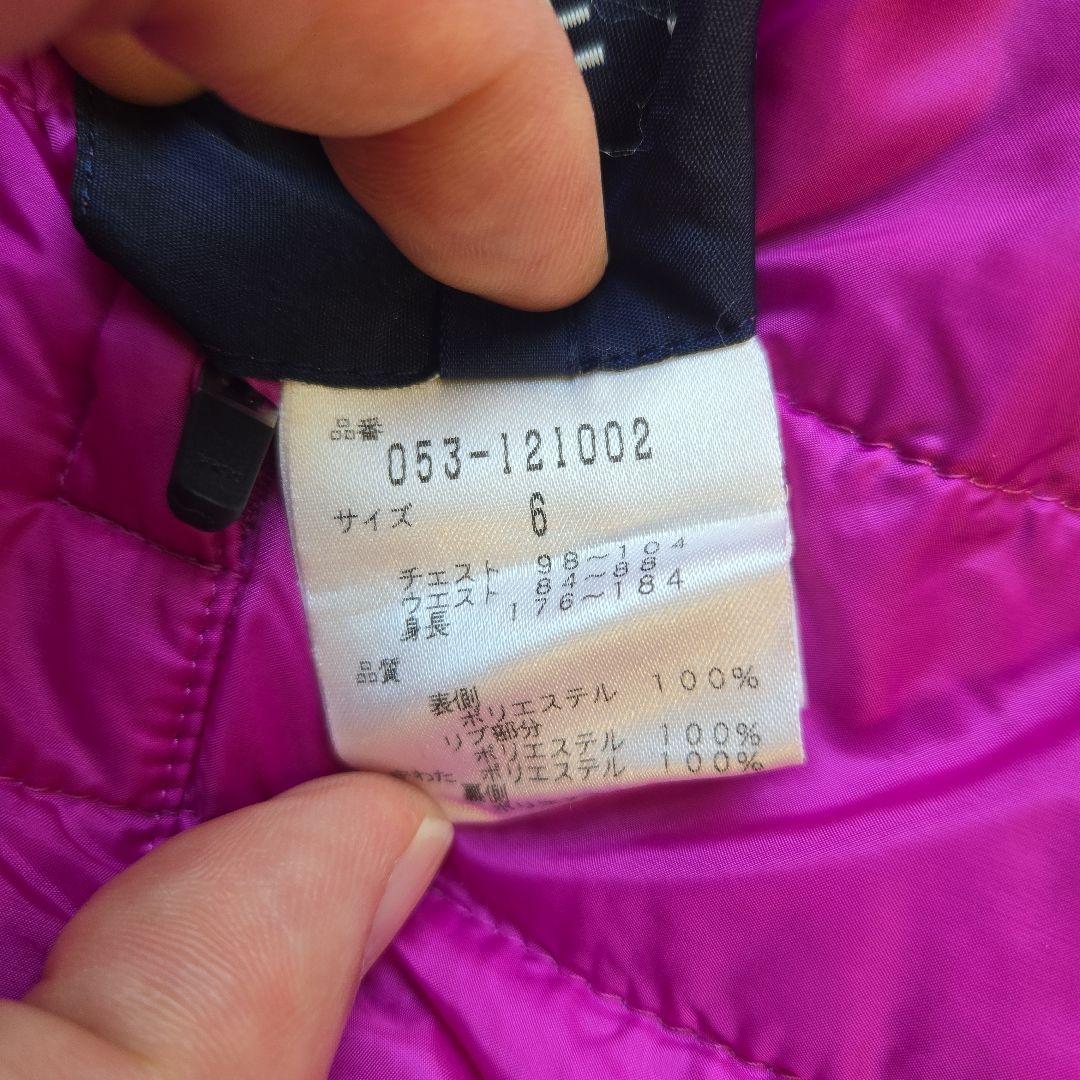 品番
053-121002
サイズ 6
チェスト 98～104
ウエスト 84～88
身長 176～184
品質
表側
ポリエステル 100%
リブ部分
ポリエステル 100%
ポリエステル 100%
裏側